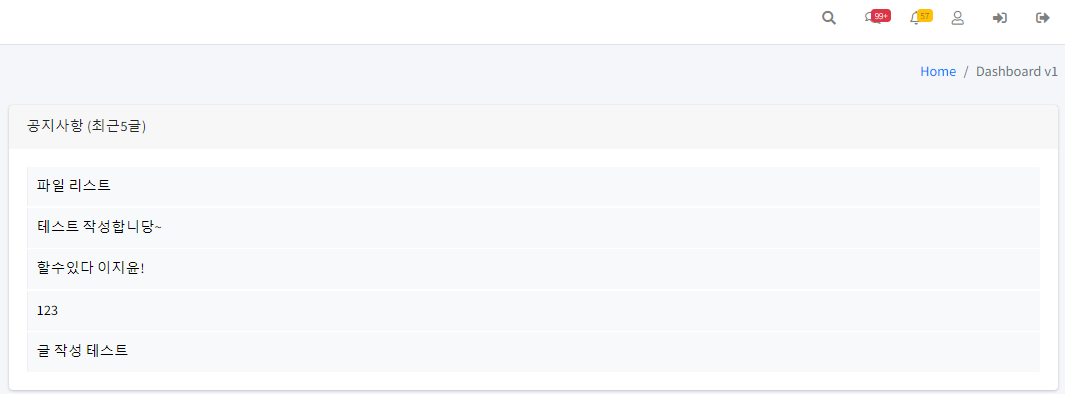 99+ 57
Home / Dashboard v1
공지사항 (최근5글)
파일 리스트
테스트 작성합니당~
할수있다 이지윤!
123
글 작성 테스트